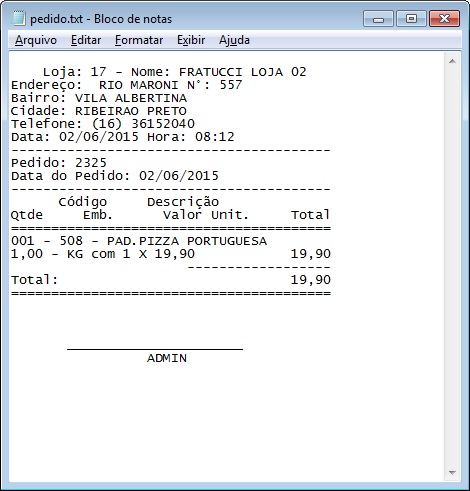 pedido.txt - Bloco de notas
Arquivo Editar Formatar Exibir Ajuda
Loja: 17 - Nome: FRATUCCI LOJA 02
Endereço:  RIO MARONI N°: 557
Bairro: VILA ALBERTINA
Cidade: RIBEIRAO PRETO
Telefone: (16) 36152040
Data: 02/06/2015 Hora: 08:12
----------------------------------------
Pedido: 2325
Data do Pedido: 02/06/2015
----------------------------------------
Código     Descrição
Qtde     Emb.      Valor Unit.     Total
========================================
001 - 508 - PAD.PIZZA PORTUGUESA
1,00 - KG com 1 X 19,90            19,90
------------------
Total:                             19,90
========================================
______________________
ADMIN